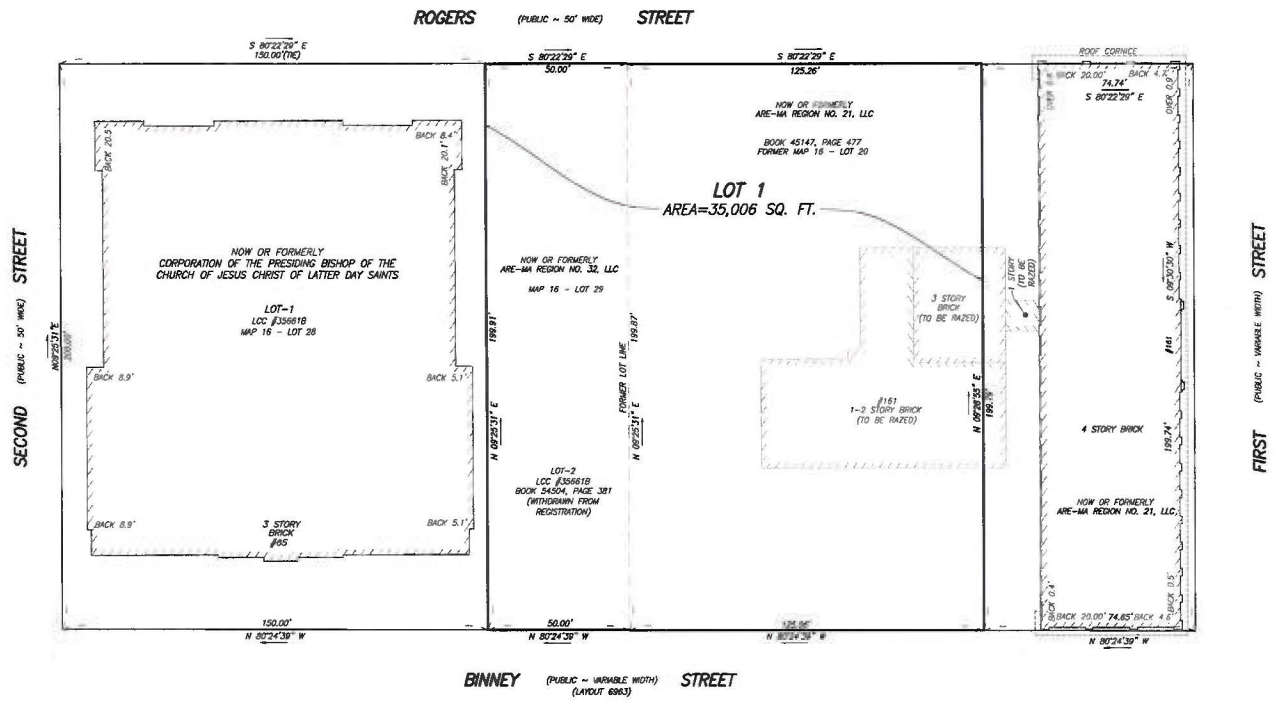 ROGERS (PUBLIC ~ 50' WIDE) STREET
S 80°22'29" E
150.00'(TIE)
S 80°22'29" E
50.00'
S 80°22'29" E
125.26'
ROOF CORNICE
BACK 20.00'
BACK 4.7'
74.74'
S 80°22'29" E
OVER 0.9'
NOW OR FORMERLY
ARE-MA REGION NO. 21, LLC
BOOK 45147, PAGE 477
FORMER MAP 16 - LOT 20
LOT 1
AREA=35,006 SQ. FT.
BACK 20.5'
BACK 8.4'
BACK 20.1'
NOW OR FORMERLY
CORPORATION OF THE PRESIDING BISHOP OF THE
CHURCH OF JESUS CHRIST OF LATTER DAY SAINTS
LOT-1
LCC #35661B
MAP 16 - LOT 28
NOW OR FORMERLY
ARE-MA REGION NO. 32, LLC
MAP 16 - LOT 29
SECOND (PUBLIC ~ 50' WIDE) STREET
N09°25'31"E
200.00'
BACK 8.9'
BACK 5.1'
199.91'
N 09°25'31" E
FORMER LOT LINE
199.87'
N 09°25'31" E
3 STORY
BRICK
(TO BE RAZED)
1 STORY
(TO BE
RAZED)
#161
1-2 STORY BRICK
(TO BE RAZED)
N 09°26'55" E
S 09°30'30" W
#161
199.74'
4 STORY BRICK
NOW OR FORMERLY
ARE-MA REGION NO. 21, LLC,
FIRST (PUBLIC ~ VARIABLE WIDTH) STREET
LOT-2
LCC #35661B
BOOK 54504, PAGE 381
(WITHDRAWN FROM
REGISTRATION)
BACK 8.9'
BACK 5.1'
3 STORY
BRICK
#65
BACK 0.4'
BACK 0.5'
BACK 20.00'
74.65'
BACK 4.6'
150.00'
N 80°24'39" W
50.00'
N 80°24'39" W
N 80°24'39" W
N 80°24'39" W
BINNEY (PUBLIC ~ VARIABLE WIDTH) STREET
(LAYOUT 6963)